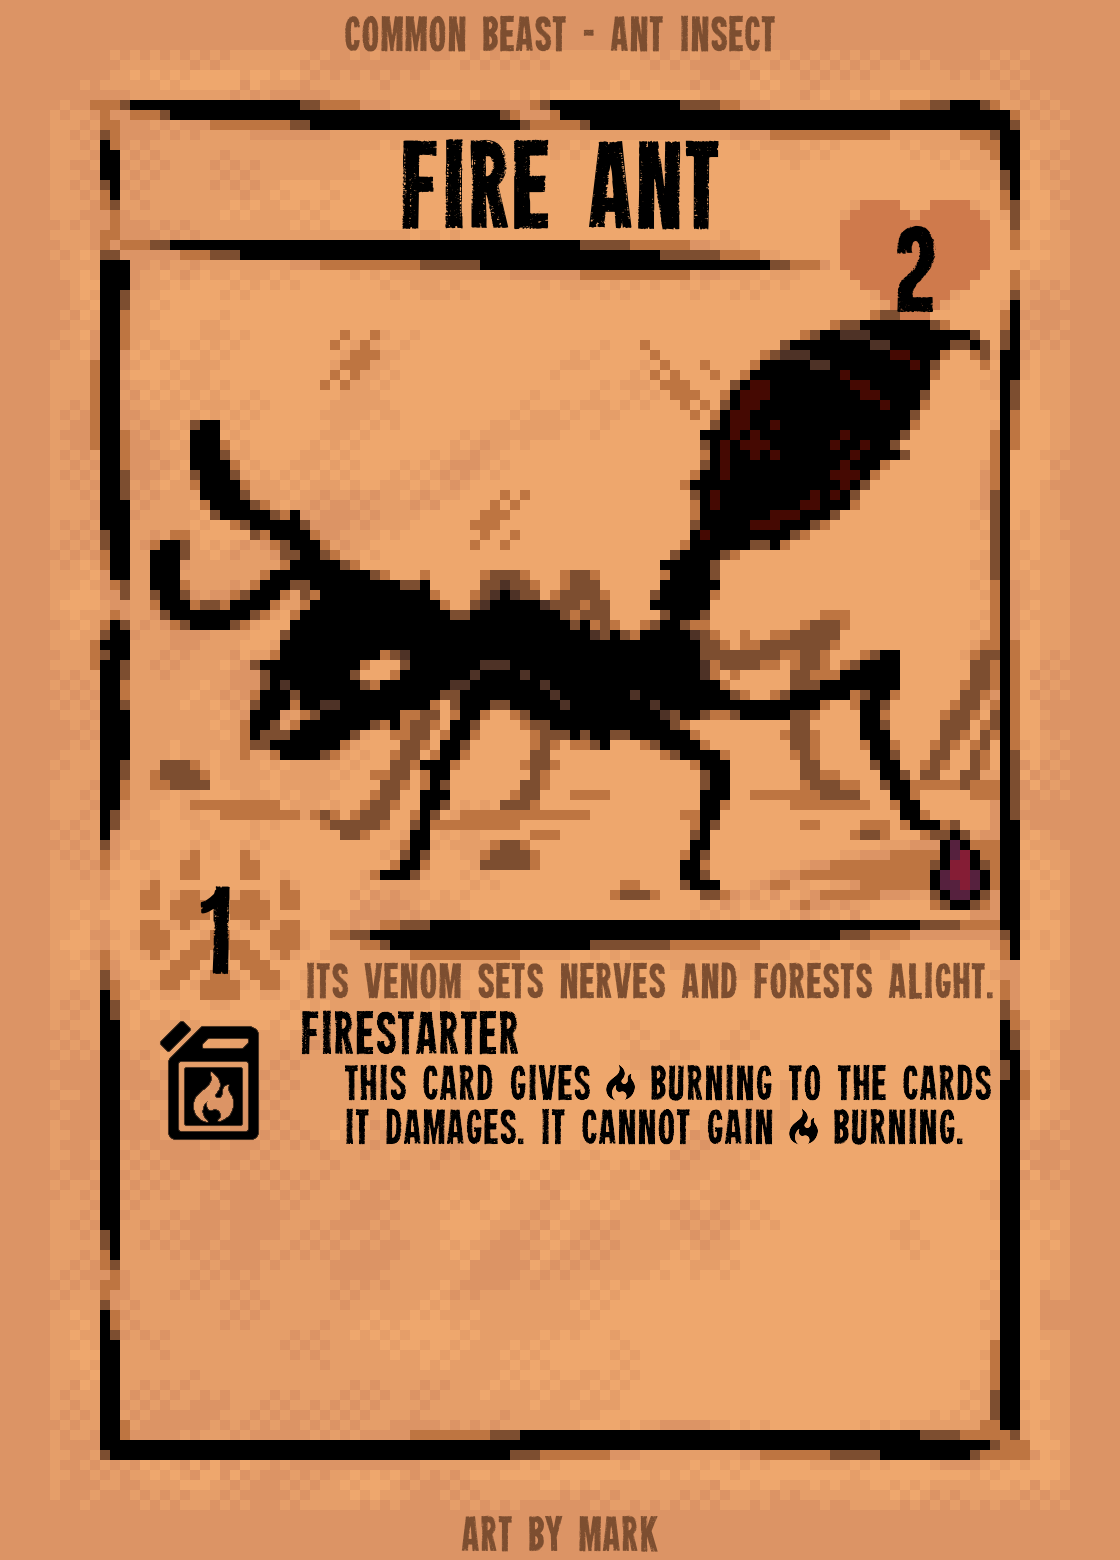 COMMON BEAST - ANT INSECT
FIRE ANT
2
1
ITS VENOM SETS NERVES AND FORESTS ALIGHT.
FIRESTARTER
THIS CARD GIVES BURNING TO THE CARDS
IT DAMAGES. IT CANNOT GAIN BURNING.
ART BY MARK